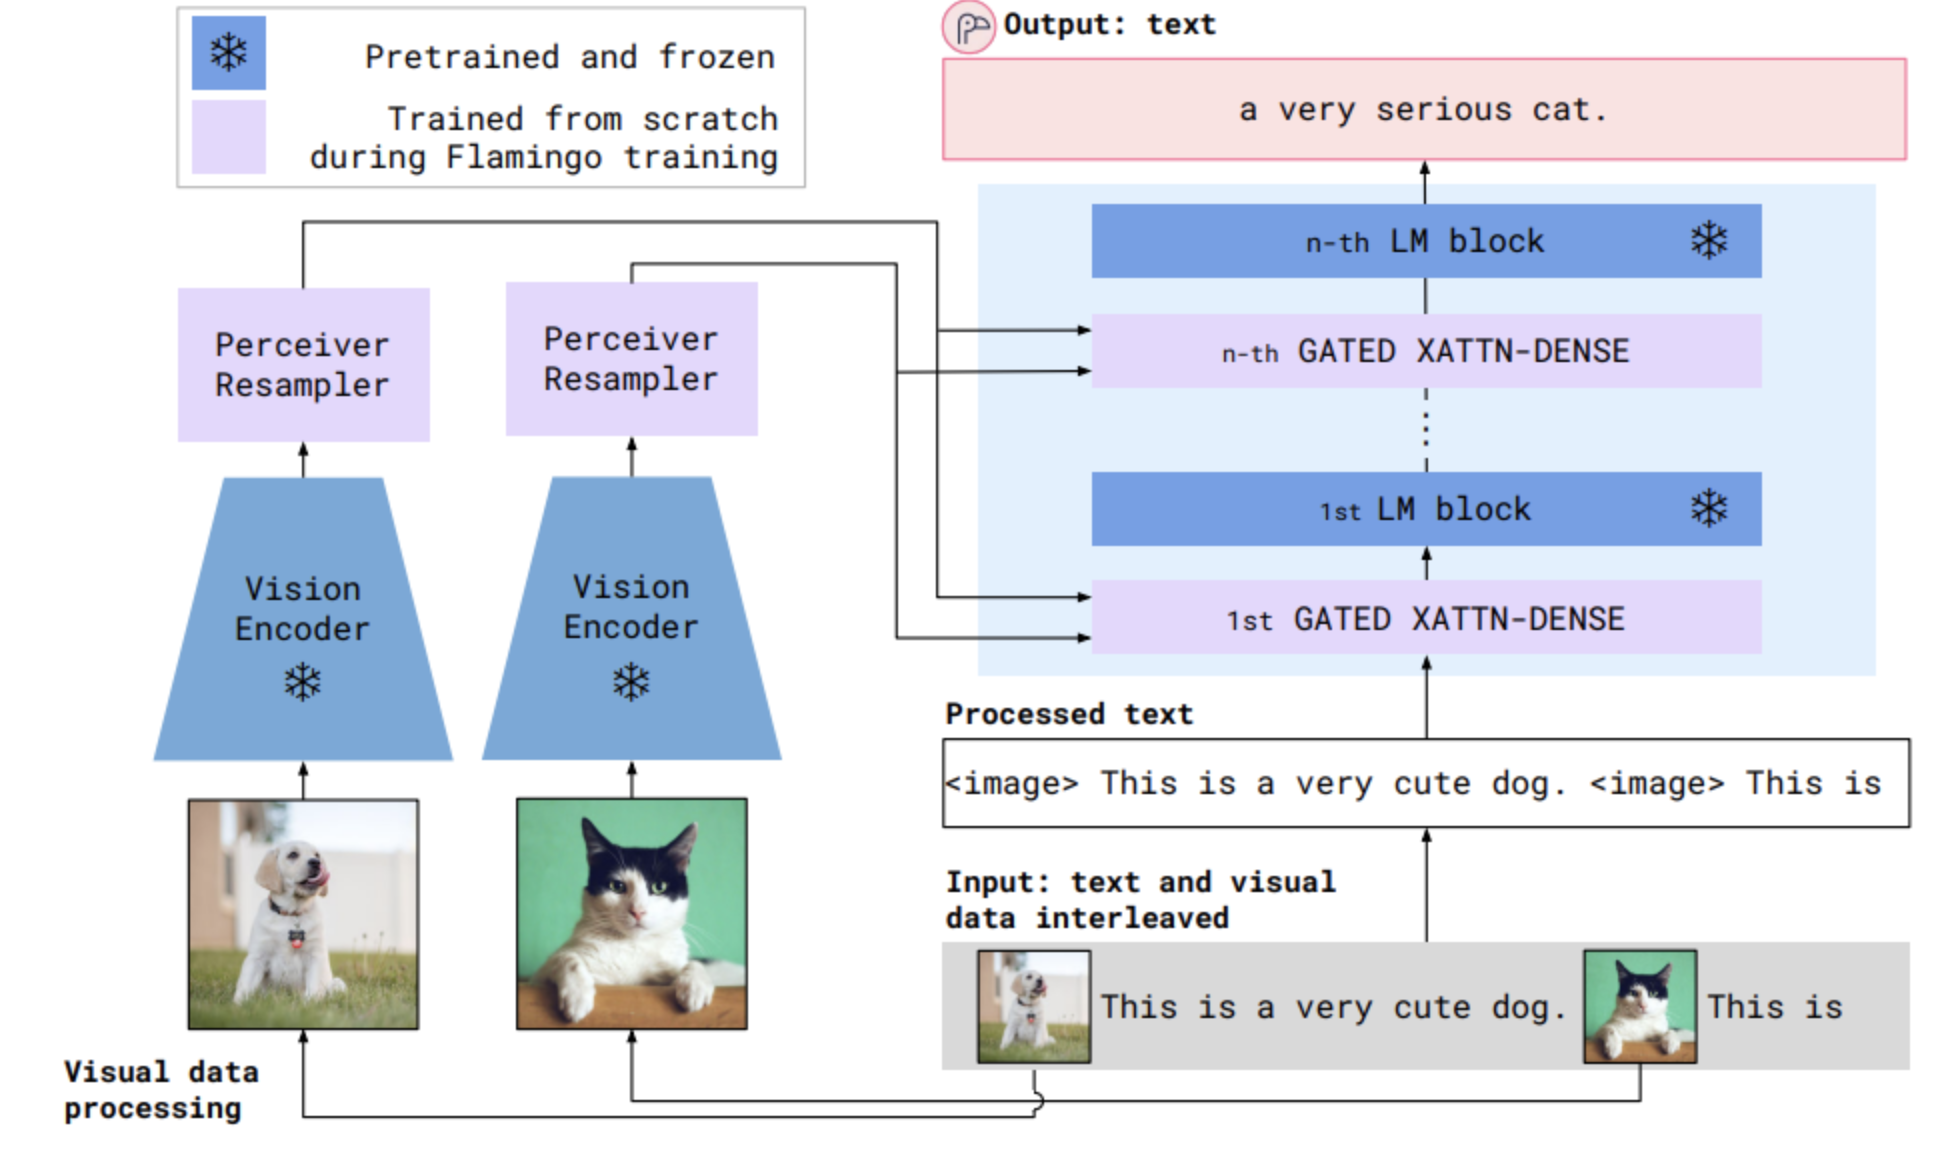 Pretrained and frozen
Trained from scratch
during Flamingo training
Output: text
a very serious cat.
n-th LM block
n-th GATED XATTN-DENSE
1st LM block
1st GATED XATTN-DENSE
Perceiver
Resampler
Perceiver
Resampler
Vision
Encoder
Vision
Encoder
Processed text
<image> This is a very cute dog. <image> This is
Input: text and visual
data interleaved
This is a very cute dog.
This is
Visual data
processing